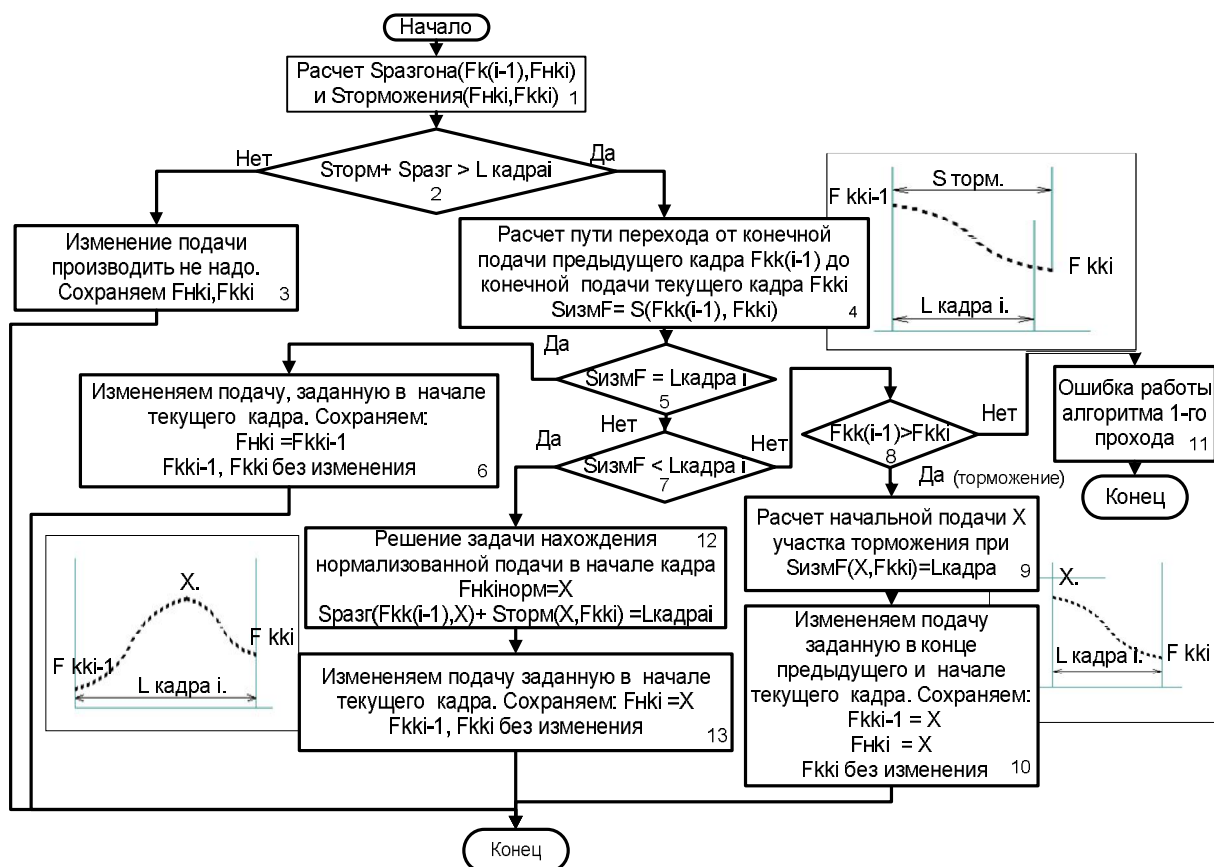 Начало
Расчет Sразгона(Fk(i-1),Fнki)
и Sторможения(Fнki,Fkki)
1
Нет
Да
Sторм+ Sразг > L кадраi
2
Изменение подачи
производить не надо.
Сохраняем Fнki,Fkki
3
Расчет пути перехода от конечной
подачи предыдущего кадра Fkk(i-1) до
конечной подачи текущего кадра Fkki
SизмF= S(Fkk(i-1), Fkki)
4
S торм.
F kki-1
F kki
L кадра i.
Да
SизмF = Lкадра i
5
Нет
Измененяем подачу, заданную в начале
текущего кадра. Сохраняем:
Fнki =Fkki-1
Fkki-1, Fkki без изменения
6
Да
SизмF < Lкадра i
7
Нет
Fkk(i-1)>Fkki
8
Нет
Да (торможение)
Ошибка работы
алгоритма 1-го
прохода
11
Конец
Расчет начальной подачи X
участка торможения при
SизмF(X,Fkki)=Lкадра
9
X.
F kki
L кадра i.
Решение задачи нахождения
12
нормализованной подачи в начале кадра
Fнkiнорм=X
Sразг(Fkk(i-1),X)+ Sторм(X,Fkki) =Lкадраi
X.
F kki
F kki-1
L кадра i.
Измененяем подачу заданную в начале
текущего кадра. Сохраняем: Fнki =X
Fkki-1, Fkki без изменения
13
Измененяем подачу
заданную в конце
предыдущего и начале
текущего кадра. Сохраняем:
Fkki-1 = X
Fнki = X
Fkki без изменения
10
Конец